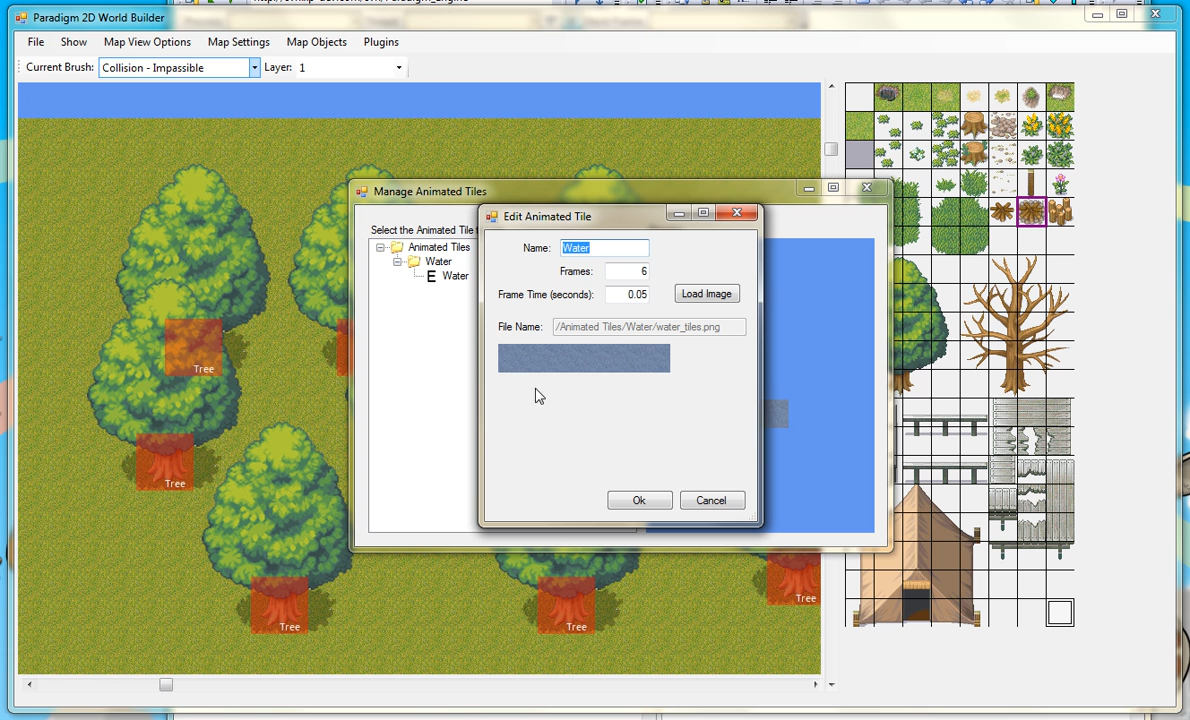 Paradigm 2D World Builder
File Show Map View Options Map Settings Map Objects Plugins
Current Brush: Collision - Impassible Layer: 1
Manage Animated Tiles
Select the Animated Tile
Animated Tiles
Water
E Water
Edit Animated Tile
Name: Water
Frames: 6
Frame Time (seconds): 0.05 Load Image
File Name: /Animated Tiles/Water/water_tiles.png
Ok Cancel
Tree
Tree
Tree
Tree
Tree